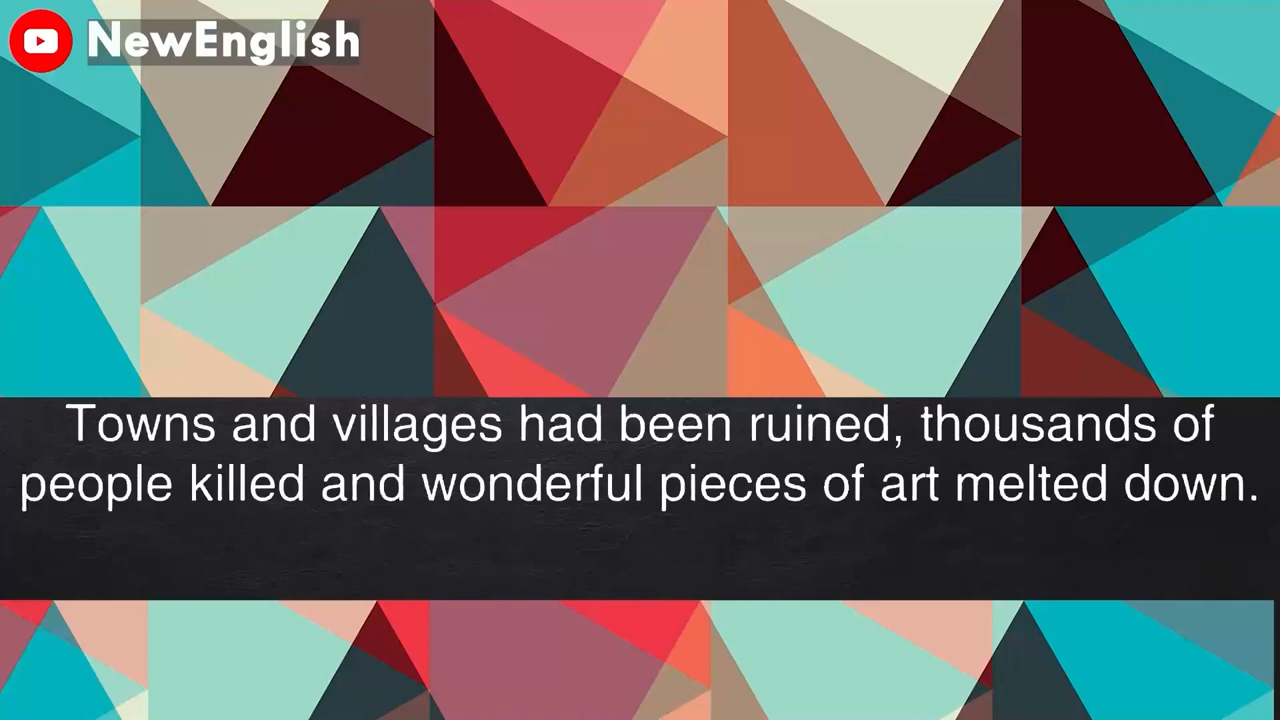 NewEnglish
Towns and villages had been ruined, thousands of
people killed and wonderful pieces of art melted down.